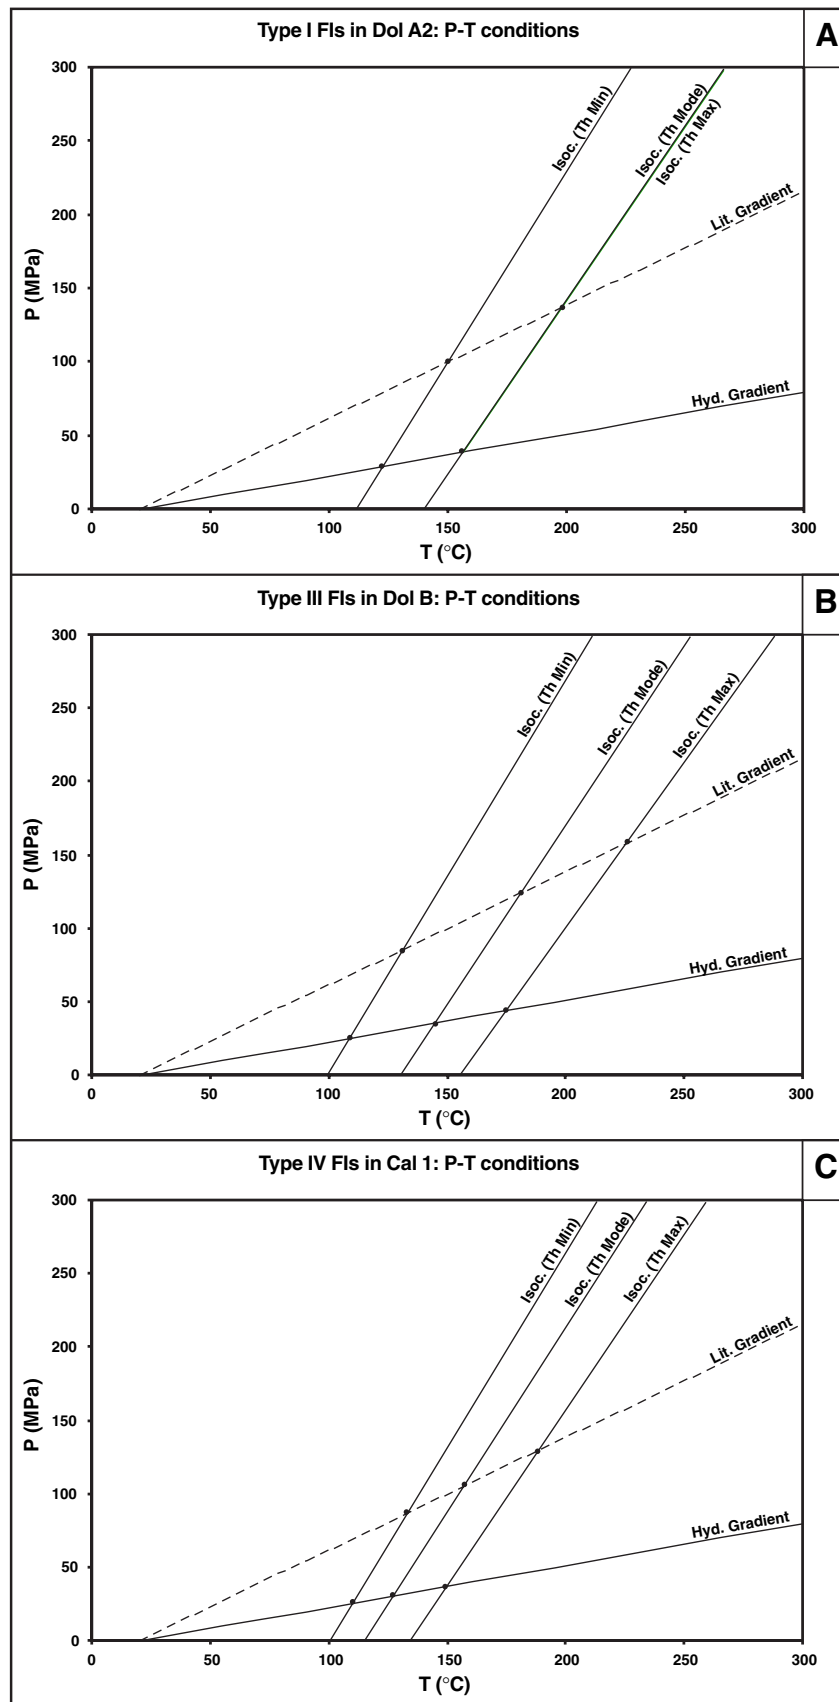 Type I FIs in Dol A2: P-T conditions
A
300
250
200
150
100
50
0
P (MPa)
Isoc. (Th Min)
Isoc. (Th Mode)
Isoc. (Th Max)
Lit. Gradient
Hyd. Gradient
0 50 100 150 200 250 300
T (°C)
Type III FIs in Dol B: P-T conditions
B
300
250
200
150
100
50
0
P (MPa)
Isoc. (Th Min)
Isoc. (Th Mode)
Isoc. (Th Max)
Lit. Gradient
Hyd. Gradient
0 50 100 150 200 250 300
T (°C)
Type IV FIs in Cal 1: P-T conditions
C
300
250
200
150
100
50
0
P (MPa)
Isoc. (Th Min)
Isoc. (Th Mode)
Isoc. (Th Max)
Lit. Gradient
Hyd. Gradient
0 50 100 150 200 250 300
T (°C)